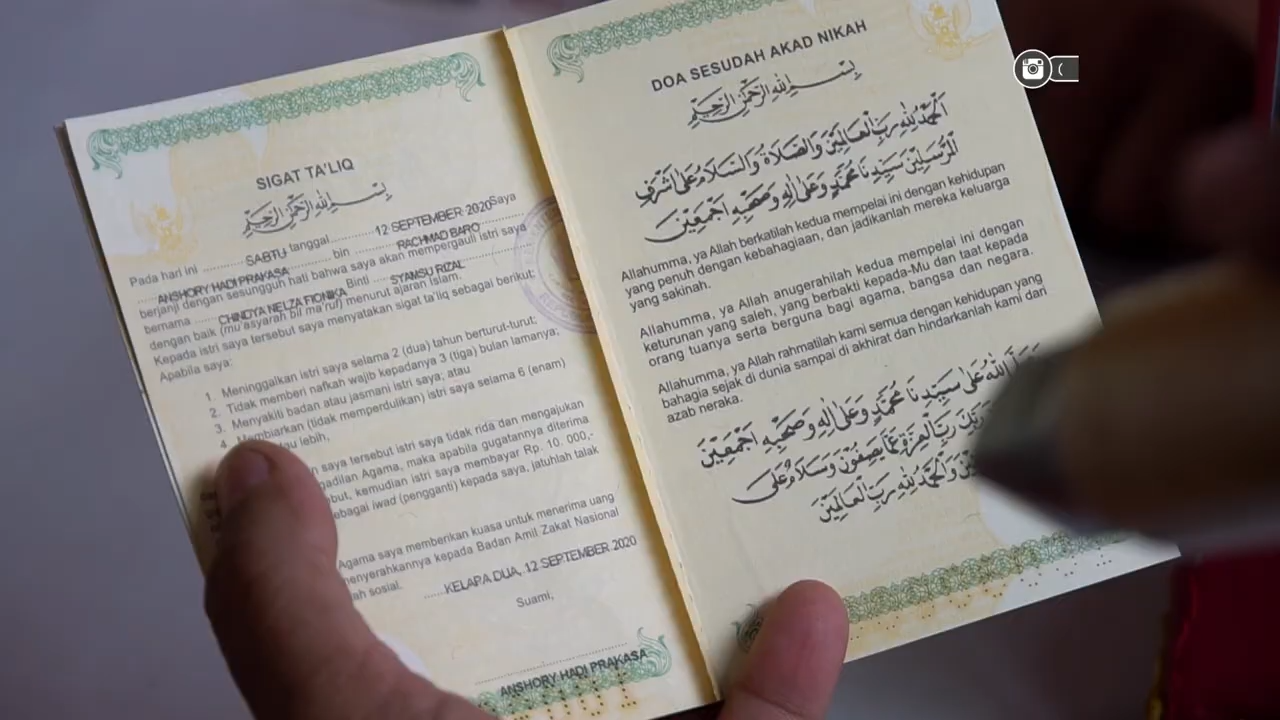 SIGAT TA'LIQ
بِسْمِ اللهِ الرَّحْمٰنِ الرَّحِيْمِ
Pada hari ini ........ SABTU tanggal ........ 12 SEPTEMBER 2020 Saya
ANSHORY HADI PRAKASA bin RACHMAD BARO
berjanji dengan sesungguh hati bahwa saya akan mempergauli istri saya
bernama CHINDYA NELZA FIONIKA Binti SYAMSU RIZAL
dengan baik (mu'asyarah bil ma'ruf) menurut ajaran Islam.
Kepada istri saya tersebut saya menyatakan sigat ta'liq sebagai berikut:
Apabila saya:
1. Meninggalkan istri saya selama 2 (dua) tahun berturut-turut;
2. Tidak memberi nafkah wajib kepadanya 3 (tiga) bulan lamanya;
3. Menyakiti badan atau jasmani istri saya; atau
4. Membiarkan (tidak memperdulikan) istri saya selama 6 (enam)
lebih,
saya tersebut istri saya tidak rida dan mengajukan
Agama, maka apabila gugatannya diterima
kemudian istri saya membayar Rp. 10. 000,-
sebagai iwad (pengganti) kepada saya, jatuhlah talak
Agama saya memberikan kuasa untuk menerima uang
menyerahkannya kepada Badan Amil Zakat Nasional
sosial.
KELAPA DUA, 12 SEPTEMBER 2020
Suami,
ANSHORY HADI PRAKASA
DOA SESUDAH AKAD NIKAH
بِسْمِ اللهِ الرَّحْمٰنِ الرَّحِيْمِ
اَلْحَمْدُ لِلّٰهِ رَبِّ الْعَالَمِيْنَ وَالصَّلَاةُ وَالسَّلَامُ عَلَى اَشْرَفِ
الْمُرْسَلِيْنَ سَيِّدِنَا مُحَمَّدٍ وَعَلَى اٰلِهِ وَصَحْبِهِ اَجْمَعِيْنَ
Allahumma, ya Allah berkatilah kedua mempelai ini dengan kehidupan
yang penuh dengan kebahagiaan, dan jadikanlah mereka keluarga
yang sakinah.
Allahumma, ya Allah anugerahilah kedua mempelai ini dengan
keturunan yang saleh, yang berbakti kepada-Mu dan taat kepada
orang tuanya serta berguna bagi agama, bangsa dan negara.
Allahumma, ya Allah rahmatilah kami semua dengan kehidupan yang
bahagia sejak di dunia sampai di akhirat dan hindarkanlah kami dari
azab neraka.
اللهُ عَلَى سَيِّدِنَا مُحَمَّدٍ وَعَلَى اٰلِهِ وَصَحْبِهِ اَجْمَعِيْنَ
رَبِّكَ رَبِّ الْعِزَّةِ عَمَّا يَصِفُوْنَ وَسَلَامٌ عَلَى
وَالْحَمْدُ لِلّٰهِ رَبِّ الْعَالَمِيْنَ